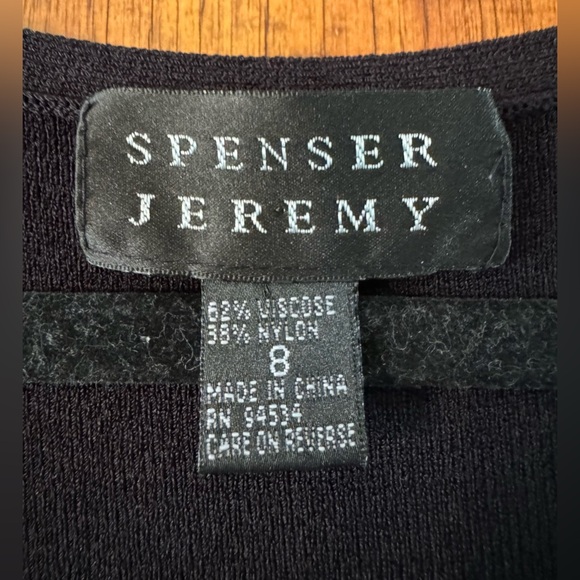 SPENSER
JEREMY
62% VISCOSE
38% NYLON
8
MADE IN CHINA
RN 94534
CARE ON REVERSE